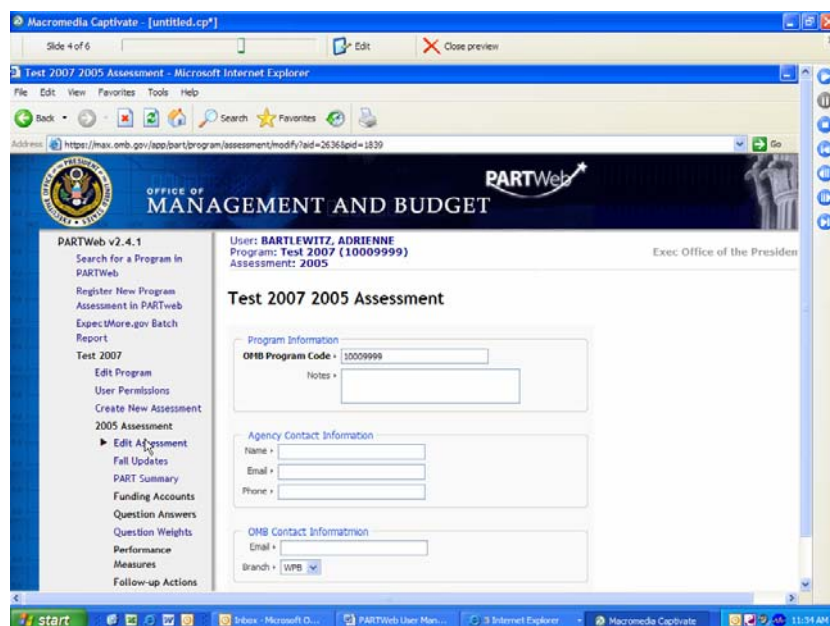 Macromedia Captivate - [untitled.cp*]
Slide 4 of 6 Edit Close preview
Test 2007 2005 Assessment - Microsoft Internet Explorer
File Edit View Favorites Tools Help
Back Search Favorites
Address https://max.omb.gov/app/part/program/assessment/modify?aid=2636&pid=1839 Go
OFFICE OF
MANAGEMENT AND BUDGET
PARTWeb
PARTWeb v2.4.1
Search for a Program in
PARTWeb
Register New Program
Assessment in PARTweb
ExpectMore.gov Batch
Report
Test 2007
Edit Program
User Permissions
Create New Assessment
2005 Assessment
Edit Assessment
Fall Updates
PART Summary
Funding Accounts
Question Answers
Question Weights
Performance
Measures
Follow-up Actions
User: BARTLEWITZ, ADRIENNE
Program: Test 2007 (10009999)
Assessment: 2005
Exec Office of the Presiden
Test 2007 2005 Assessment
Program Information
OMB Program Code 10009999
Notes
Agency Contact Information
Name
Email
Phone
OMB Contact Informatmion
Email
Branch WPB
start Inbox - Microsoft O... PARTWeb User Man... 3 Internet Explorer Macromedia Captivate 11:54 AM